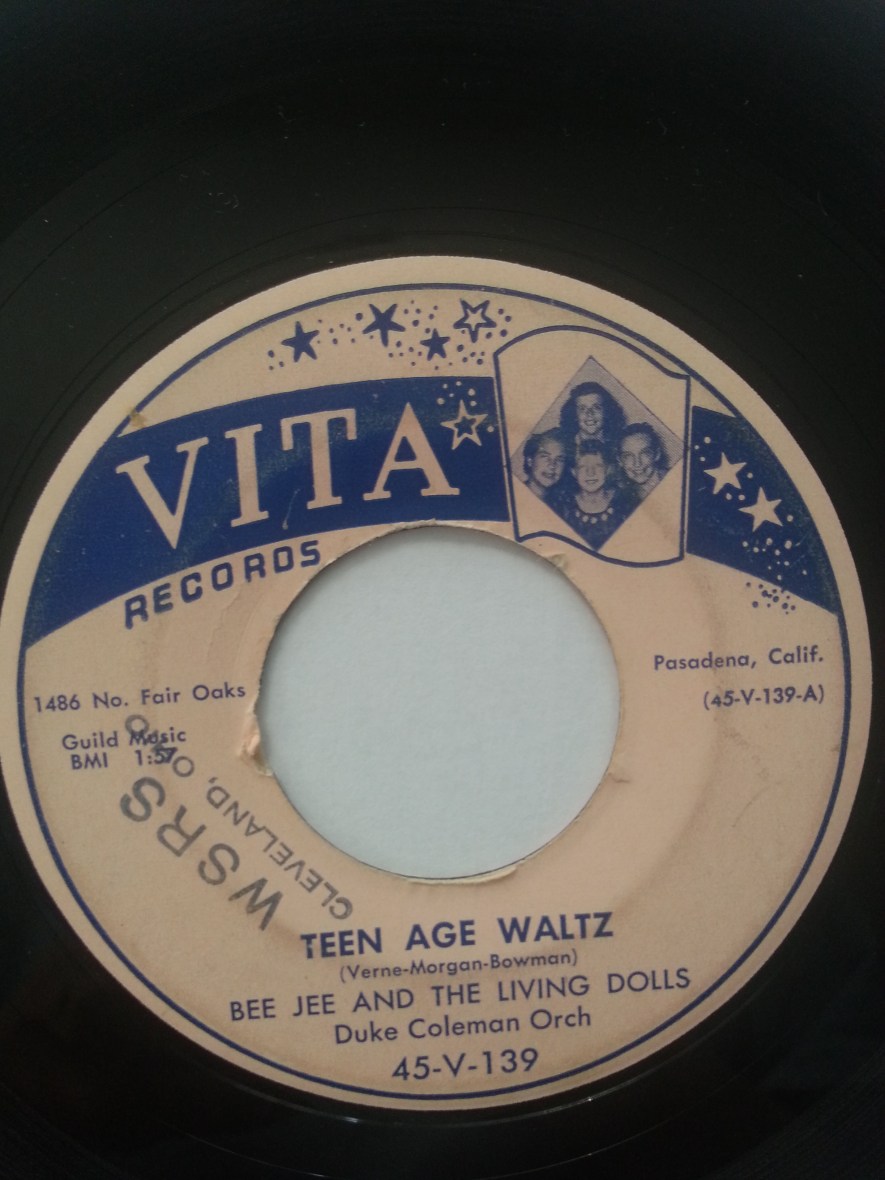 VITA
RECORDS
1486 No. Fair Oaks
Pasadena, Calif.
Guild Music
(45-V-139-A)
BMI 1:57
WSRS
CLEVELAND, O.
TEEN AGE WALTZ
(Verne-Morgan-Bowman)
BEE JEE AND THE LIVING DOLLS
Duke Coleman Orch
45-V-139